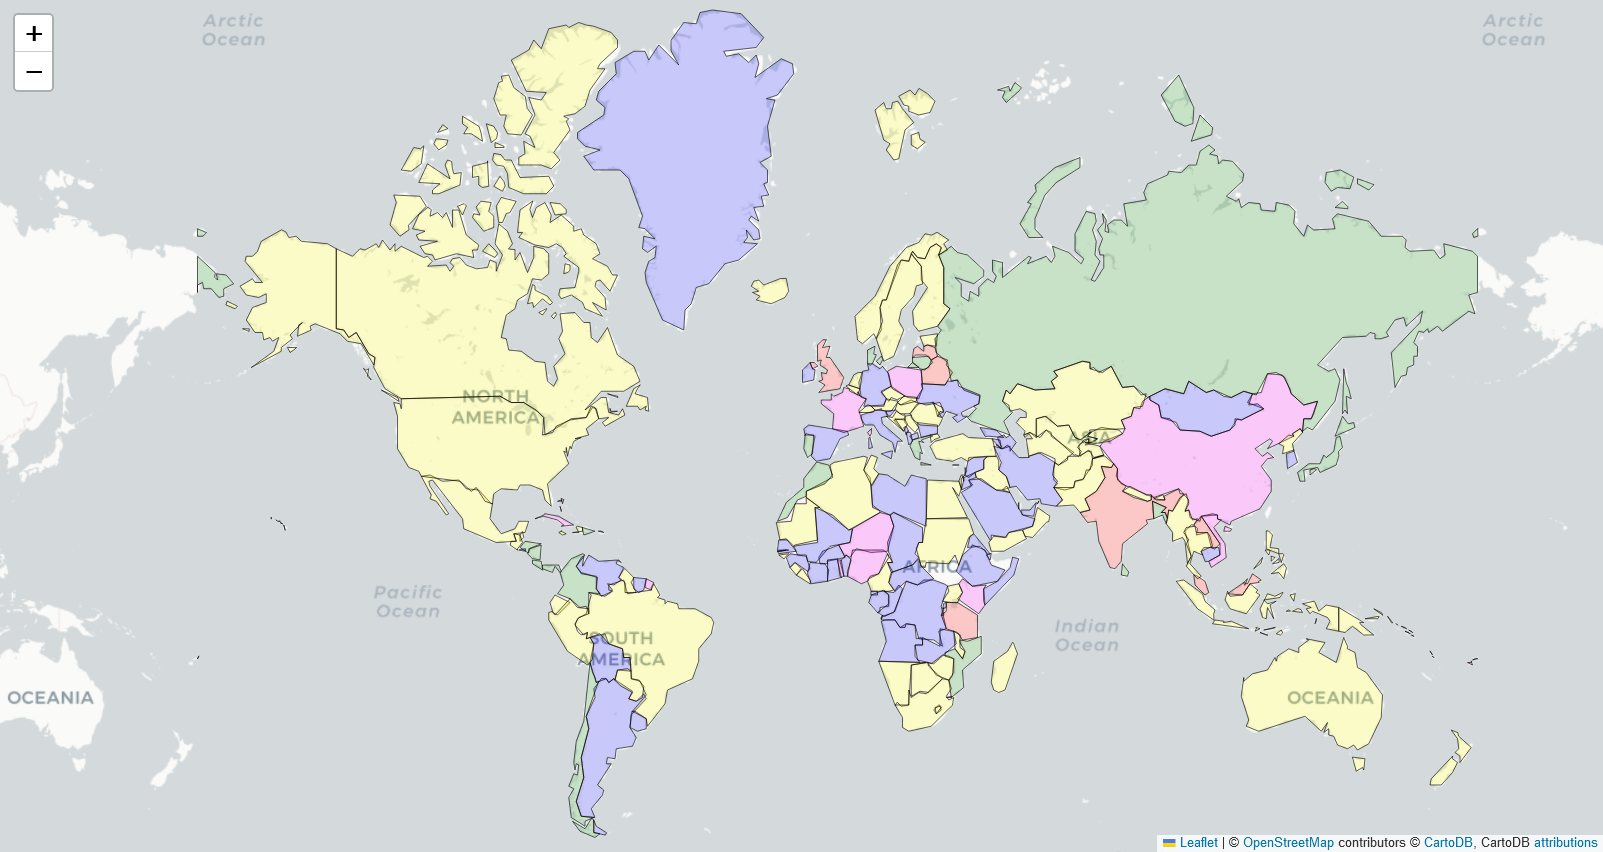 +
−
Arctic
Ocean
Arctic
Ocean
NORTH
AMERICA
ASIA
AFRICA
Pacific
Ocean
SOUTH
AMERICA
Indian
Ocean
OCEANIA
OCEANIA
Leaflet | © OpenStreetMap contributors © CartoDB, CartoDB attributions